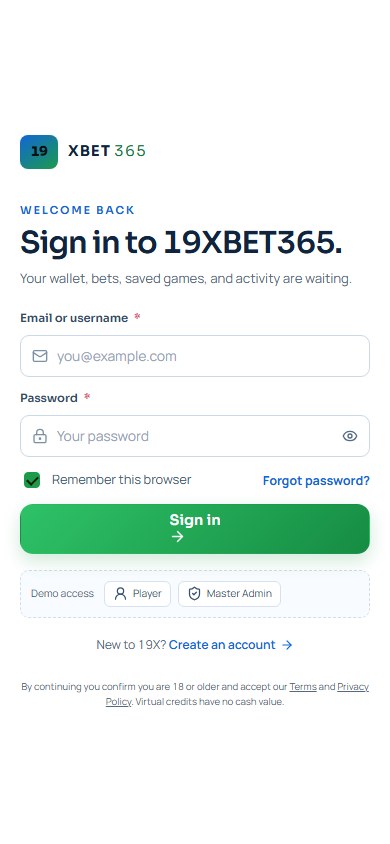 19 XBET 365
WELCOME BACK
Sign in to 19XBET365.
Your wallet, bets, saved games, and activity are waiting.
Email or username *
you@example.com
Password *
Your password
Remember this browser Forgot password?
Sign in →
Demo access Player Master Admin
New to 19X? Create an account →
By continuing you confirm you are 18 or older and accept our Terms and Privacy
Policy. Virtual credits have no cash value.